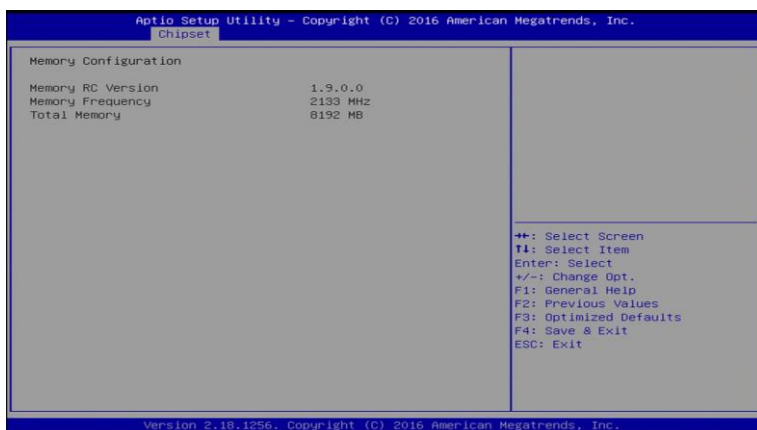 Aptio Setup Utility – Copyright (C) 2016 American Megatrends, Inc.
Chipset
Memory Configuration
Memory RC Version 1.9.0.0
Memory Frequency 2133 MHz
Total Memory 8192 MB
→←: Select Screen
↑↓: Select Item
Enter: Select
+/-: Change Opt.
F1: General Help
F2: Previous Values
F3: Optimized Defaults
F4: Save & Exit
ESC: Exit
Version 2.18.1256. Copyright (C) 2016 American Megatrends, Inc.